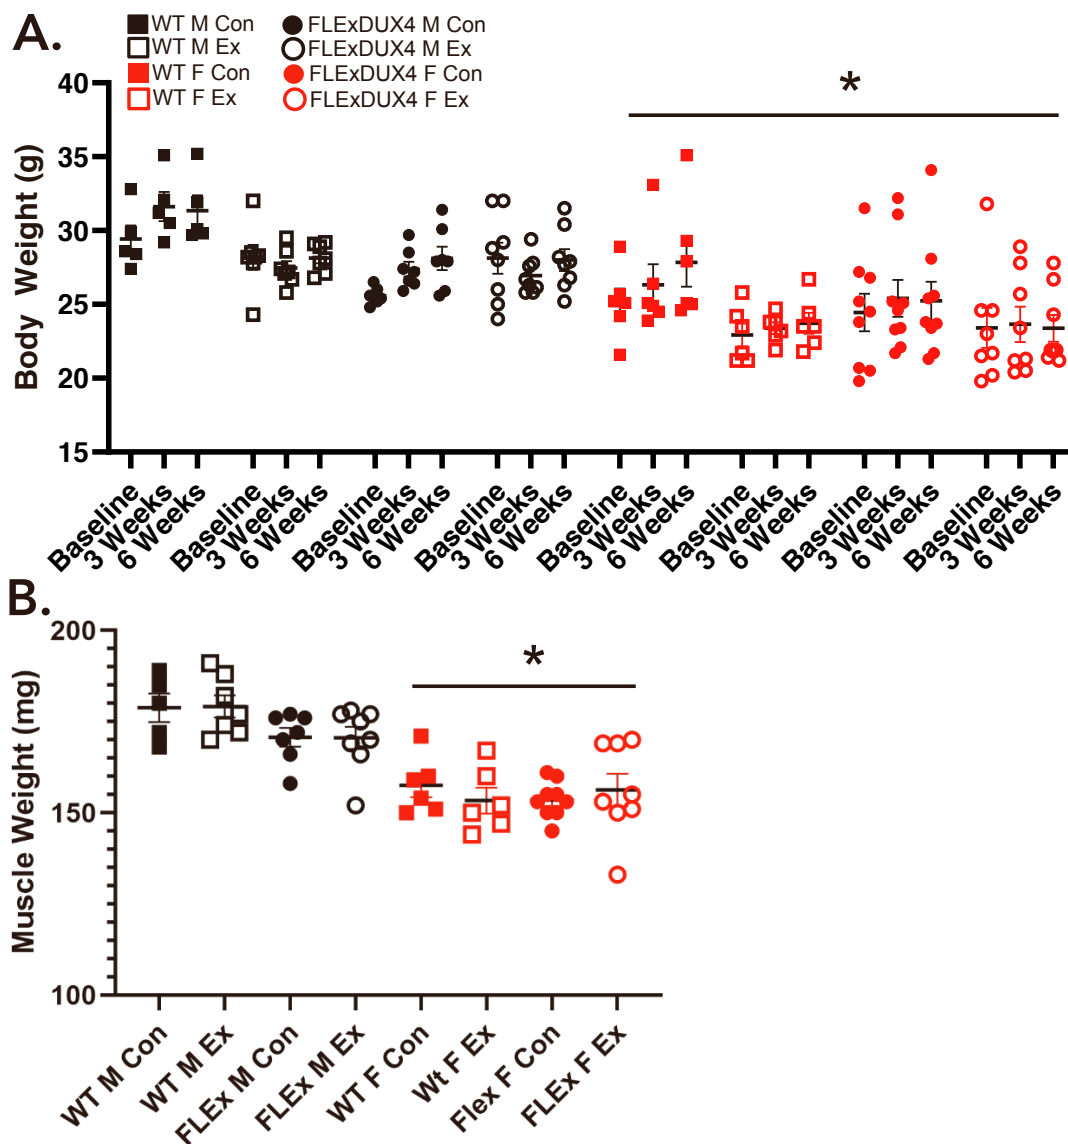 A.
WT M Con FLExDUX4 M Con
WT M Ex FLExDUX4 M Ex
WT F Con FLExDUX4 F Con
WT F Ex FLExDUX4 F Ex
*
40
35
30
25
20
15
Body Weight (g)
Baseline 3 Weeks 6 Weeks Baseline 3 Weeks 6 Weeks Baseline 3 Weeks 6 Weeks Baseline 3 Weeks 6 Weeks Baseline 3 Weeks 6 Weeks Baseline 3 Weeks 6 Weeks Baseline 3 Weeks 6 Weeks Baseline 3 Weeks 6 Weeks
B.
*
200
150
100
Muscle Weight (mg)
WT M Con WT M Ex FLEx M Con FLEx M Ex WT F Con Wt F Ex Flex F Con FLEx F Ex